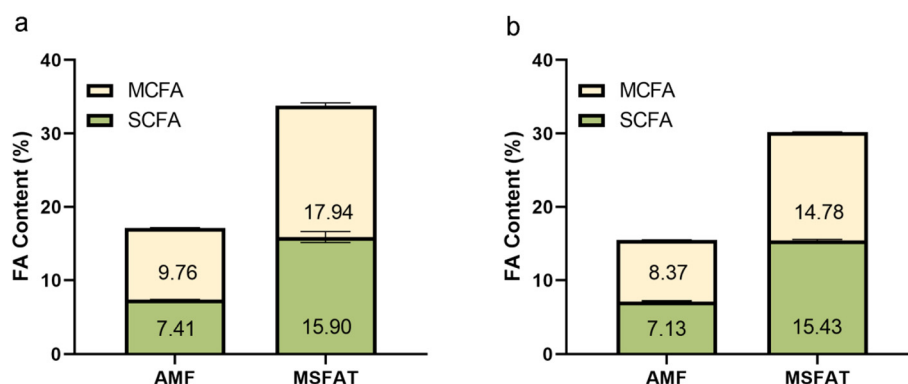 a
40
30
20
10
0
FA Content (%)
MCFA
SCFA
17.94
9.76
7.41
15.90
AMF
MSFAT
b
40
30
20
10
0
FA Content (%)
MCFA
SCFA
14.78
8.37
7.13
15.43
AMF
MSFAT